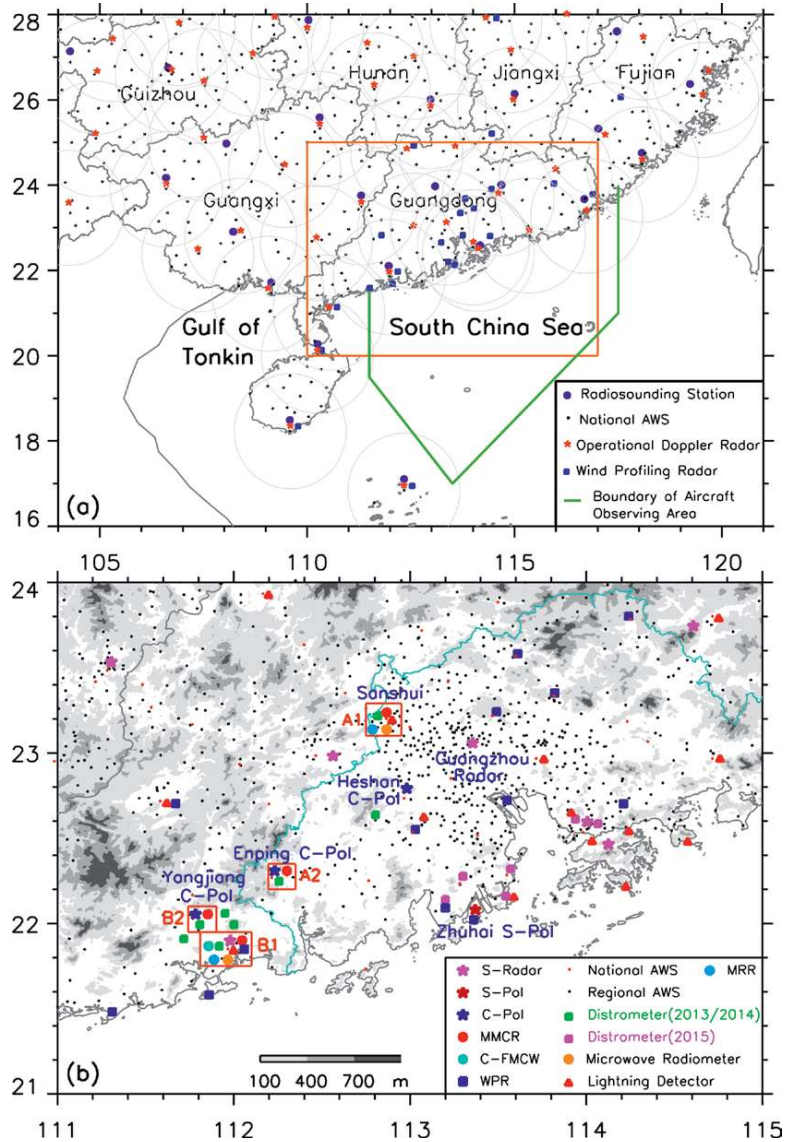 28
26
24
22
20
18
16
Guizhou
Hunan
Jiangxi
Fujian
Guangxi
Guangdong
Gulf of
Tonkin
South China Sea
Radiosounding Station
National AWS
Operational Doppler Radar
Wind Profiling Radar
Boundary of Aircraft
Observing Area
(a)
105 110 115 120
24
23
22
21
Sanshui
A1
Guangzhou
Radar
Heshan
C-Pol
Enping C-Pol
A2
Yangjiang
C-Pol
B2
B1
Zhuhai S-Pol
S-Radar
S-Pol
C-Pol
MMCR
C-FMCW
WPR
National AWS
Regional AWS
Distrometer(2013/2014)
Distrometer(2015)
Microwave Radiometer
Lightning Detector
MRR
100 400 700 m
(b)
111 112 113 114 115